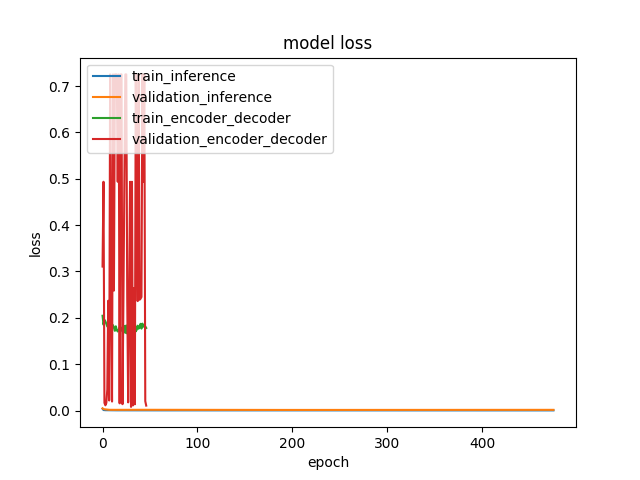 model loss
train_inference
validation_inference
train_encoder_decoder
validation_encoder_decoder
0.7
0.6
0.5
0.4
0.3
0.2
0.1
0.0
loss
0
100
200
300
400
epoch